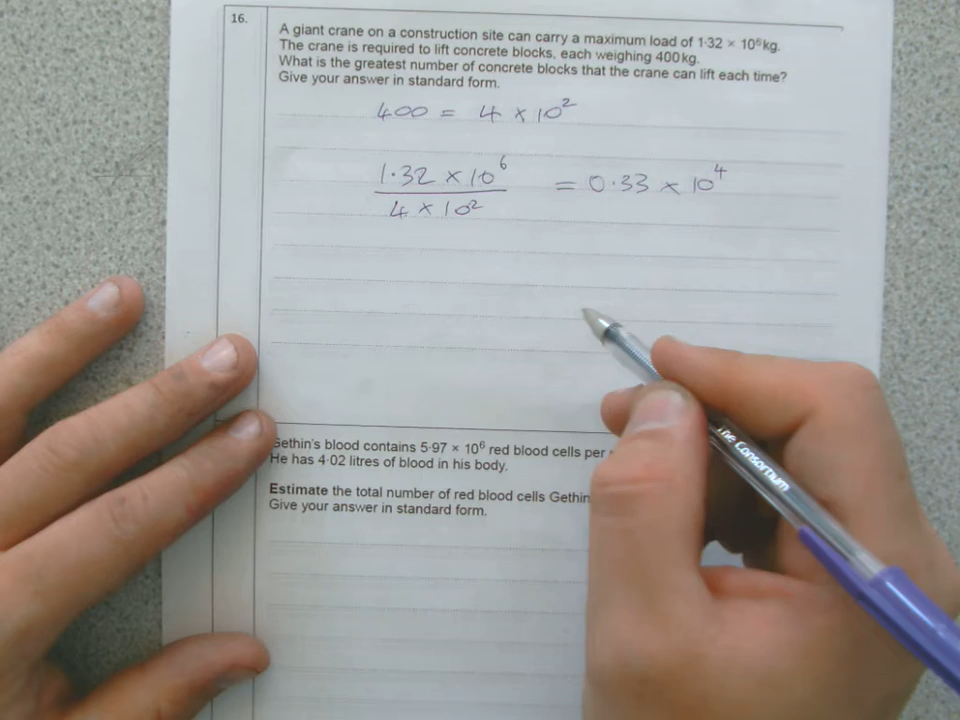 16.
A giant crane on a construction site can carry a maximum load of 1·32 × 10⁶ kg.
The crane is required to lift concrete blocks, each weighing 400 kg.
What is the greatest number of concrete blocks that the crane can lift each time?
Give your answer in standard form.
400 = 4 × 10²
1.32 × 10⁶
4 × 10²
= 0.33 × 10⁴
Gethin's blood contains 5·97 × 10⁶ red blood cells per
He has 4·02 litres of blood in his body.
Estimate the total number of red blood cells Gethin
Give your answer in standard form.
The Consortium